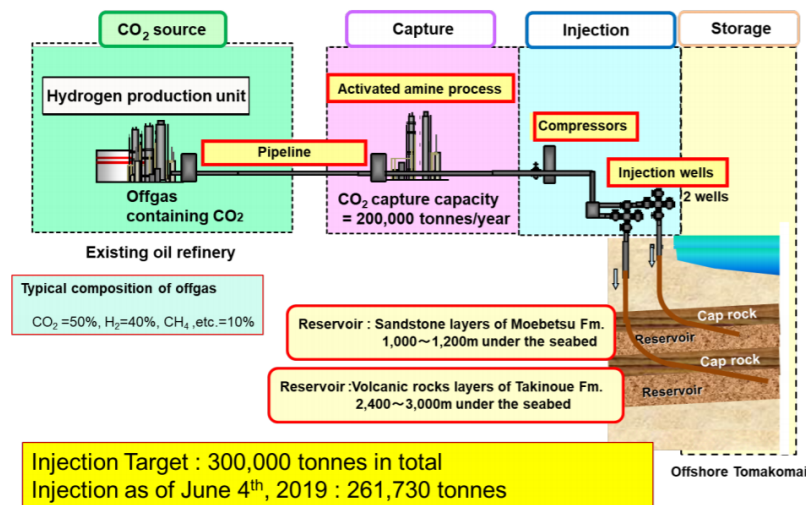 CO₂ source
Capture
Injection
Storage
Hydrogen production unit
Activated amine process
Compressors
Pipeline
Injection wells
2 wells
Offgas
containing CO₂
CO₂ capture capacity
= 200,000 tonnes/year
Existing oil refinery
Typical composition of offgas
CO₂ =50%, H₂=40%, CH₄ ,etc.=10%
Reservoir : Sandstone layers of Moebetsu Fm.
1,000～1,200m under the seabed
Cap rock
Reservoir
Cap rock
Reservoir
Reservoir :Volcanic rocks layers of Takinoue Fm.
2,400～3,000m under the seabed
Injection Target : 300,000 tonnes in total
Injection as of June 4th, 2019 : 261,730 tonnes
Offshore Tomakomai